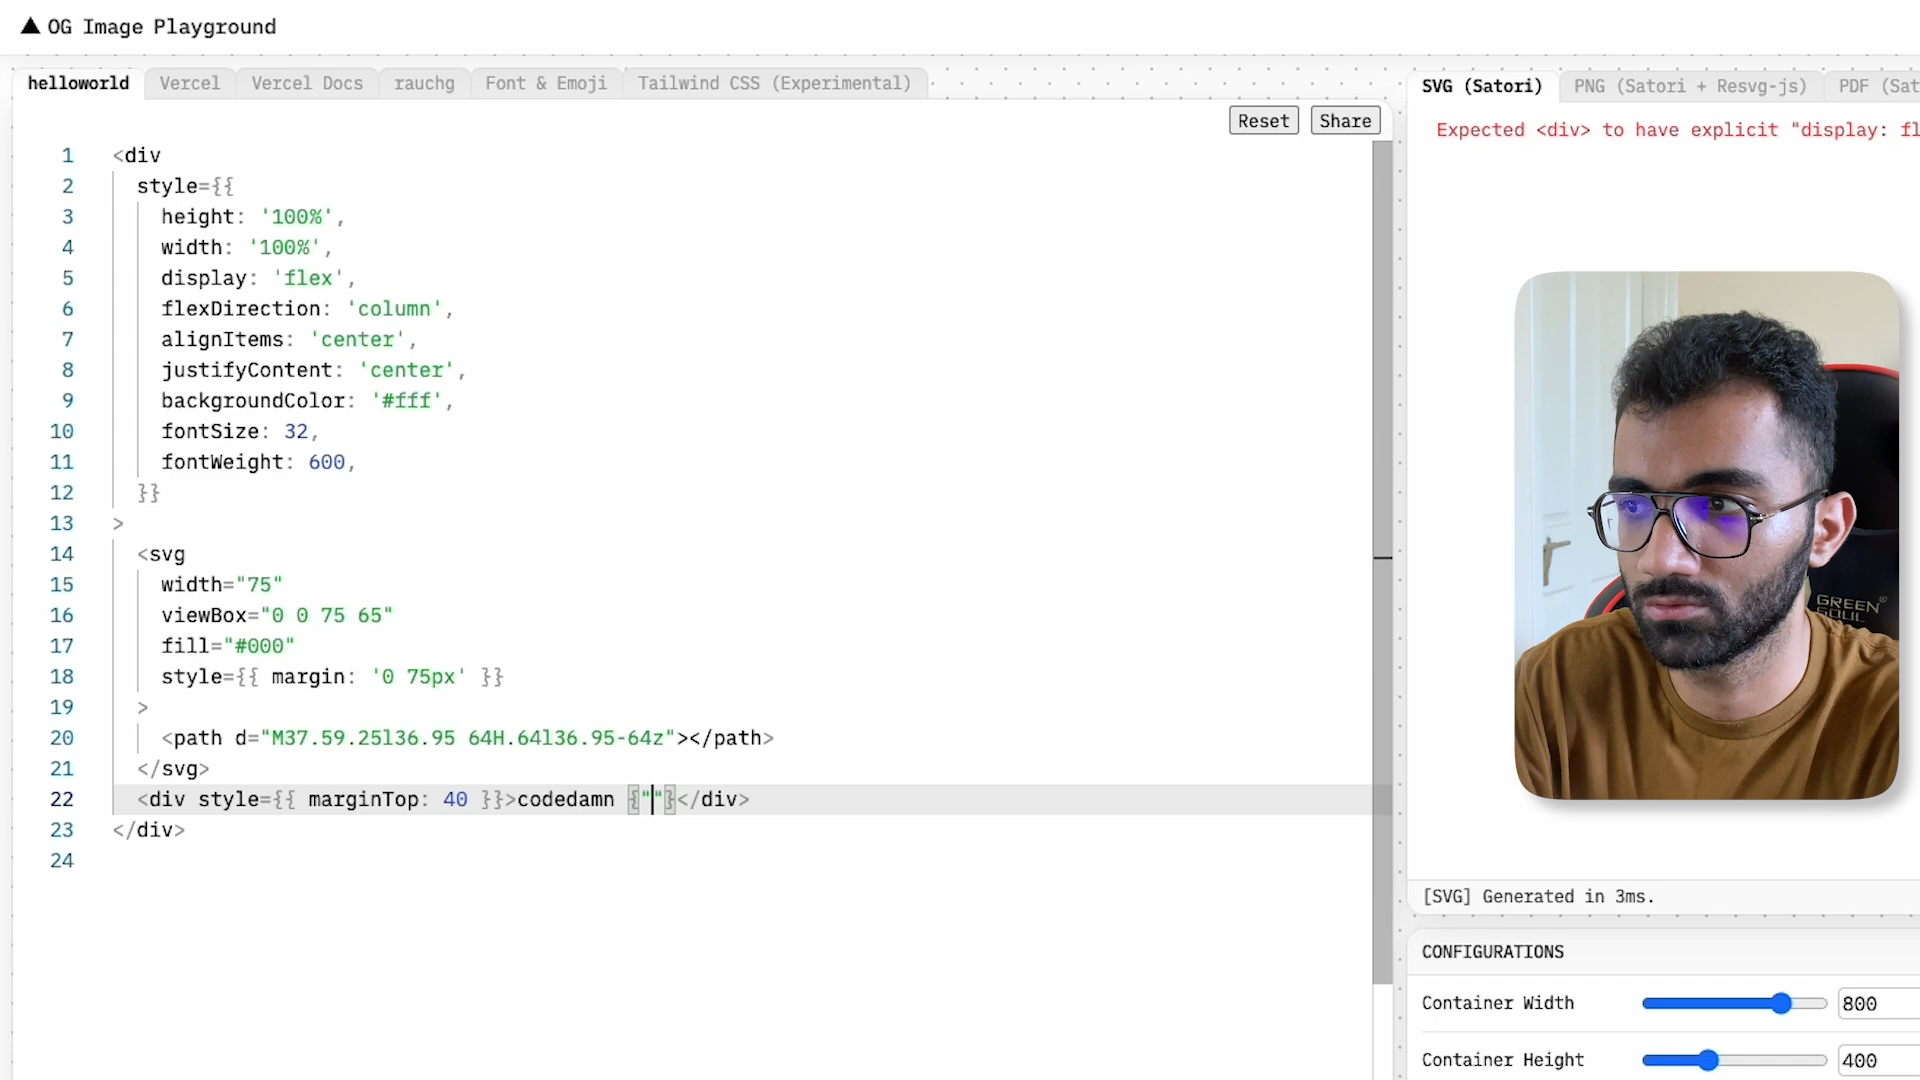 ▲ OG Image Playground
helloworld Vercel Vercel Docs rauchg Font & Emoji Tailwind CSS (Experimental)
SVG (Satori) PNG (Satori + Resvg-js) PDF (Sat
Reset Share
Expected <div> to have explicit "display: fl
1 <div
2 style={{
3 height: '100%',
4 width: '100%',
5 display: 'flex',
6 flexDirection: 'column',
7 alignItems: 'center',
8 justifyContent: 'center',
9 backgroundColor: '#fff',
10 fontSize: 32,
11 fontWeight: 600,
12 }}
13 >
14 <svg
15 width="75"
16 viewBox="0 0 75 65"
17 fill="#000"
18 style={{ margin: '0 75px' }}
19 >
20 <path d="M37.59.25l36.95 64H.64l36.95-64z"></path>
21 </svg>
22 <div style={{ marginTop: 40 }}>codedamn {""}</div>
23 </div>
24
GREEN SOUL
[SVG] Generated in 3ms.
CONFIGURATIONS
Container Width 800
Container Height 400